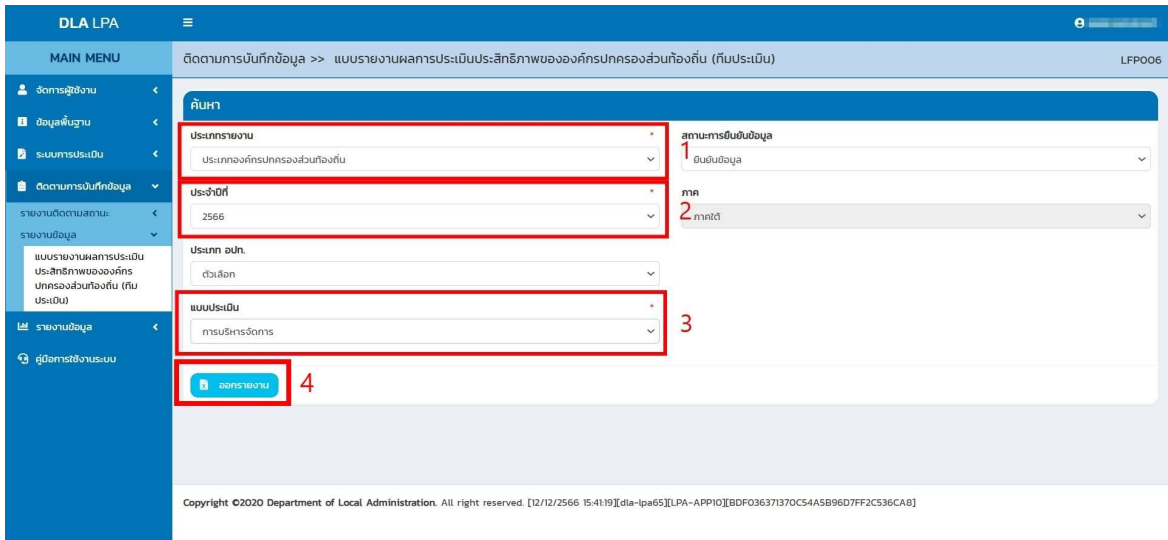 DLA LPA
MAIN MENU
จัดการผู้ใช้งาน
ข้อมูลพื้นฐาน
ระบบการประเมิน
ติดตามการบันทึกข้อมูล
รายงานติดตามสถานะ
รายงานข้อมูล
แบบรายงานผลการประเมิน
ประสิทธิภาพขององค์กร
ปกครองส่วนท้องถิ่น (ทีม
ประเมิน)
รายงานข้อมูล
คู่มือการใช้งานระบบ
ติดตามการบันทึกข้อมูล >> แบบรายงานผลการประเมินประสิทธิภาพขององค์กรปกครองส่วนท้องถิ่น (ทีมประเมิน)
LFP006
ค้นหา
ประเภทรายงาน *
ประเภทองค์กรปกครองส่วนท้องถิ่น
1
สถานะการยืนยันข้อมูล
ยืนยันข้อมูล
ประจำปีที่ *
2566
2
ภาค
ภาคใต้
ประเภท อปท.
ตัวเลือก
แบบประเมิน *
การบริหารจัดการ
3
ออกรายงาน
4
Copyright ©2020 Department of Local Administration. All right reserved. [12/12/2566 15:41:19][dla-lpa65][LPA-APP10][BDF036371370C54A5B96D7FF2C536CA8]